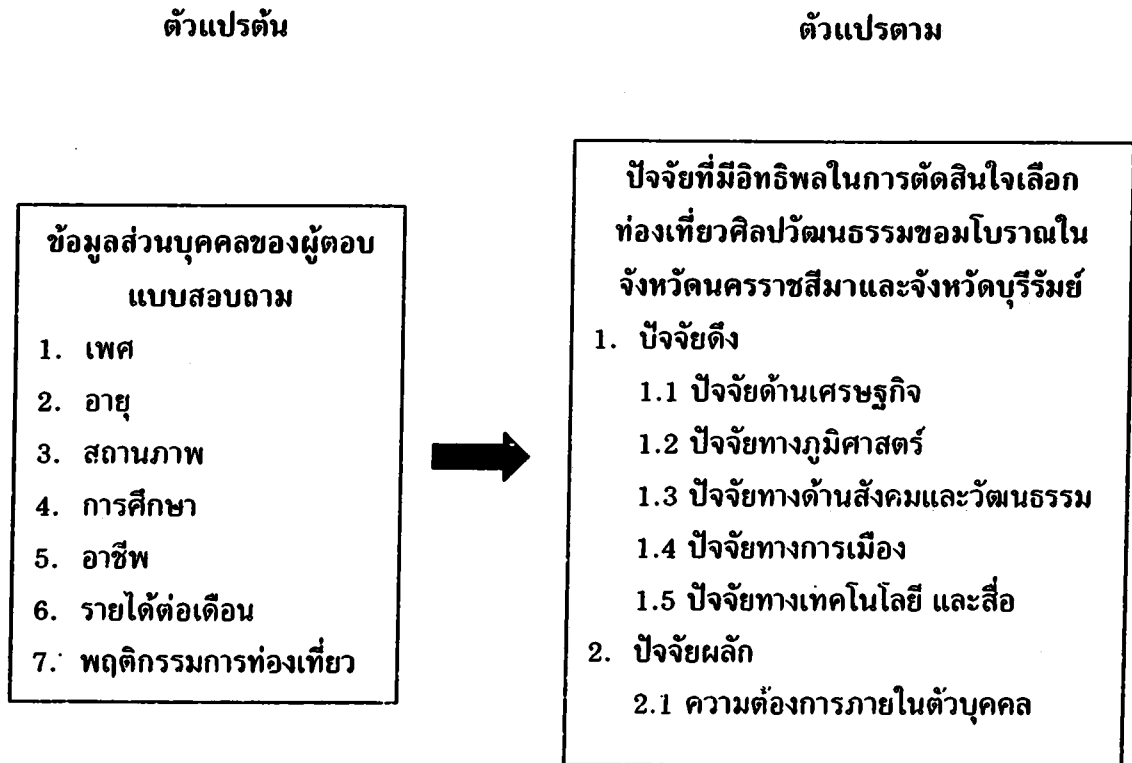 ตัวแปรต้น
ตัวแปรตาม
ข้อมูลส่วนบุคคลของผู้ตอบ
แบบสอบถาม
1. เพศ
2. อายุ
3. สถานภาพ
4. การศึกษา
5. อาชีพ
6. รายได้ต่อเดือน
7. พฤติกรรมการท่องเที่ยว
ปัจจัยที่มีอิทธิพลในการตัดสินใจเลือก
ท่องเที่ยวศิลปวัฒนธรรมขอมโบราณใน
จังหวัดนครราชสีมาและจังหวัดบุรีรัมย์
1. ปัจจัยดึง
1.1 ปัจจัยด้านเศรษฐกิจ
1.2 ปัจจัยทางภูมิศาสตร์
1.3 ปัจจัยทางด้านสังคมและวัฒนธรรม
1.4 ปัจจัยทางการเมือง
1.5 ปัจจัยทางเทคโนโลยี และสื่อ
2. ปัจจัยผลัก
2.1 ความต้องการภายในตัวบุคคล